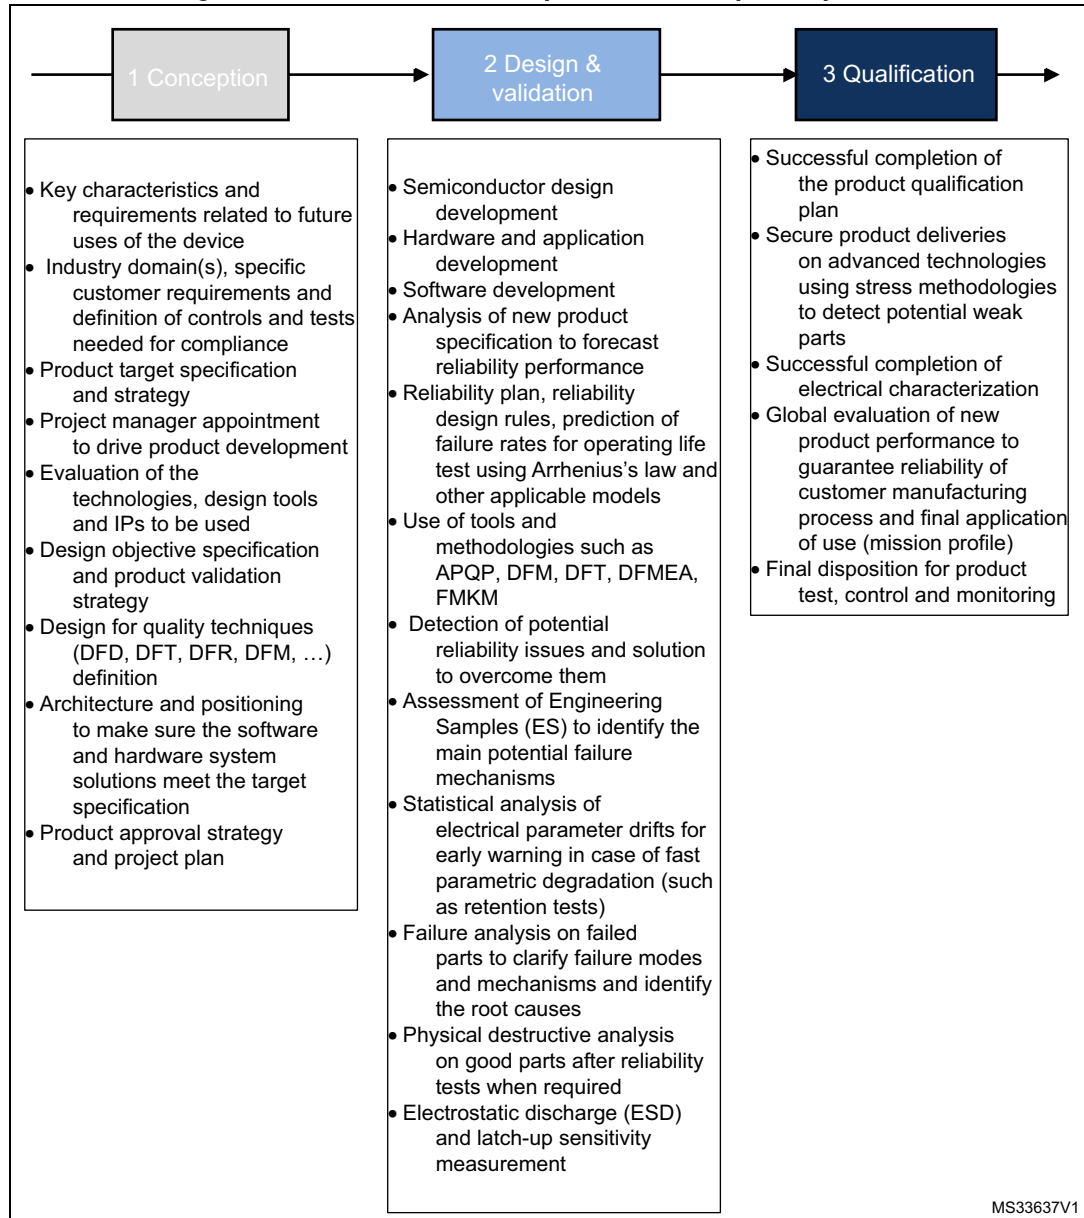 1 Conception
2 Design &
validation
3 Qualification
• Key characteristics and
requirements related to future
uses of the device
• Industry domain(s), specific
customer requirements and
definition of controls and tests
needed for compliance
• Product target specification
and strategy
• Project manager appointment
to drive product development
• Evaluation of the
technologies, design tools
and IPs to be used
• Design objective specification
and product validation
strategy
• Design for quality techniques
(DFD, DFT, DFR, DFM, …)
definition
• Architecture and positioning
to make sure the software
and hardware system
solutions meet the target
specification
• Product approval strategy
and project plan
• Semiconductor design
development
• Hardware and application
development
• Software development
• Analysis of new product
specification to forecast
reliability performance
• Reliability plan, reliability
design rules, prediction of
failure rates for operating life
test using Arrhenius's law and
other applicable models
• Use of tools and
methodologies such as
APQP, DFM, DFT, DFMEA,
FMKM
• Detection of potential
reliability issues and solution
to overcome them
• Assessment of Engineering
Samples (ES) to identify the
main potential failure
mechanisms
• Statistical analysis of
electrical parameter drifts for
early warning in case of fast
parametric degradation (such
as retention tests)
• Failure analysis on failed
parts to clarify failure modes
and mechanisms and identify
the root causes
• Physical destructive analysis
on good parts after reliability
tests when required
• Electrostatic discharge (ESD)
and latch-up sensitivity
measurement
• Successful completion of
the product qualification
plan
• Secure product deliveries
on advanced technologies
using stress methodologies
to detect potential weak
parts
• Successful completion of
electrical characterization
• Global evaluation of new
product performance to
guarantee reliability of
customer manufacturing
process and final application
of use (mission profile)
• Final disposition for product
test, control and monitoring
MS33637V1